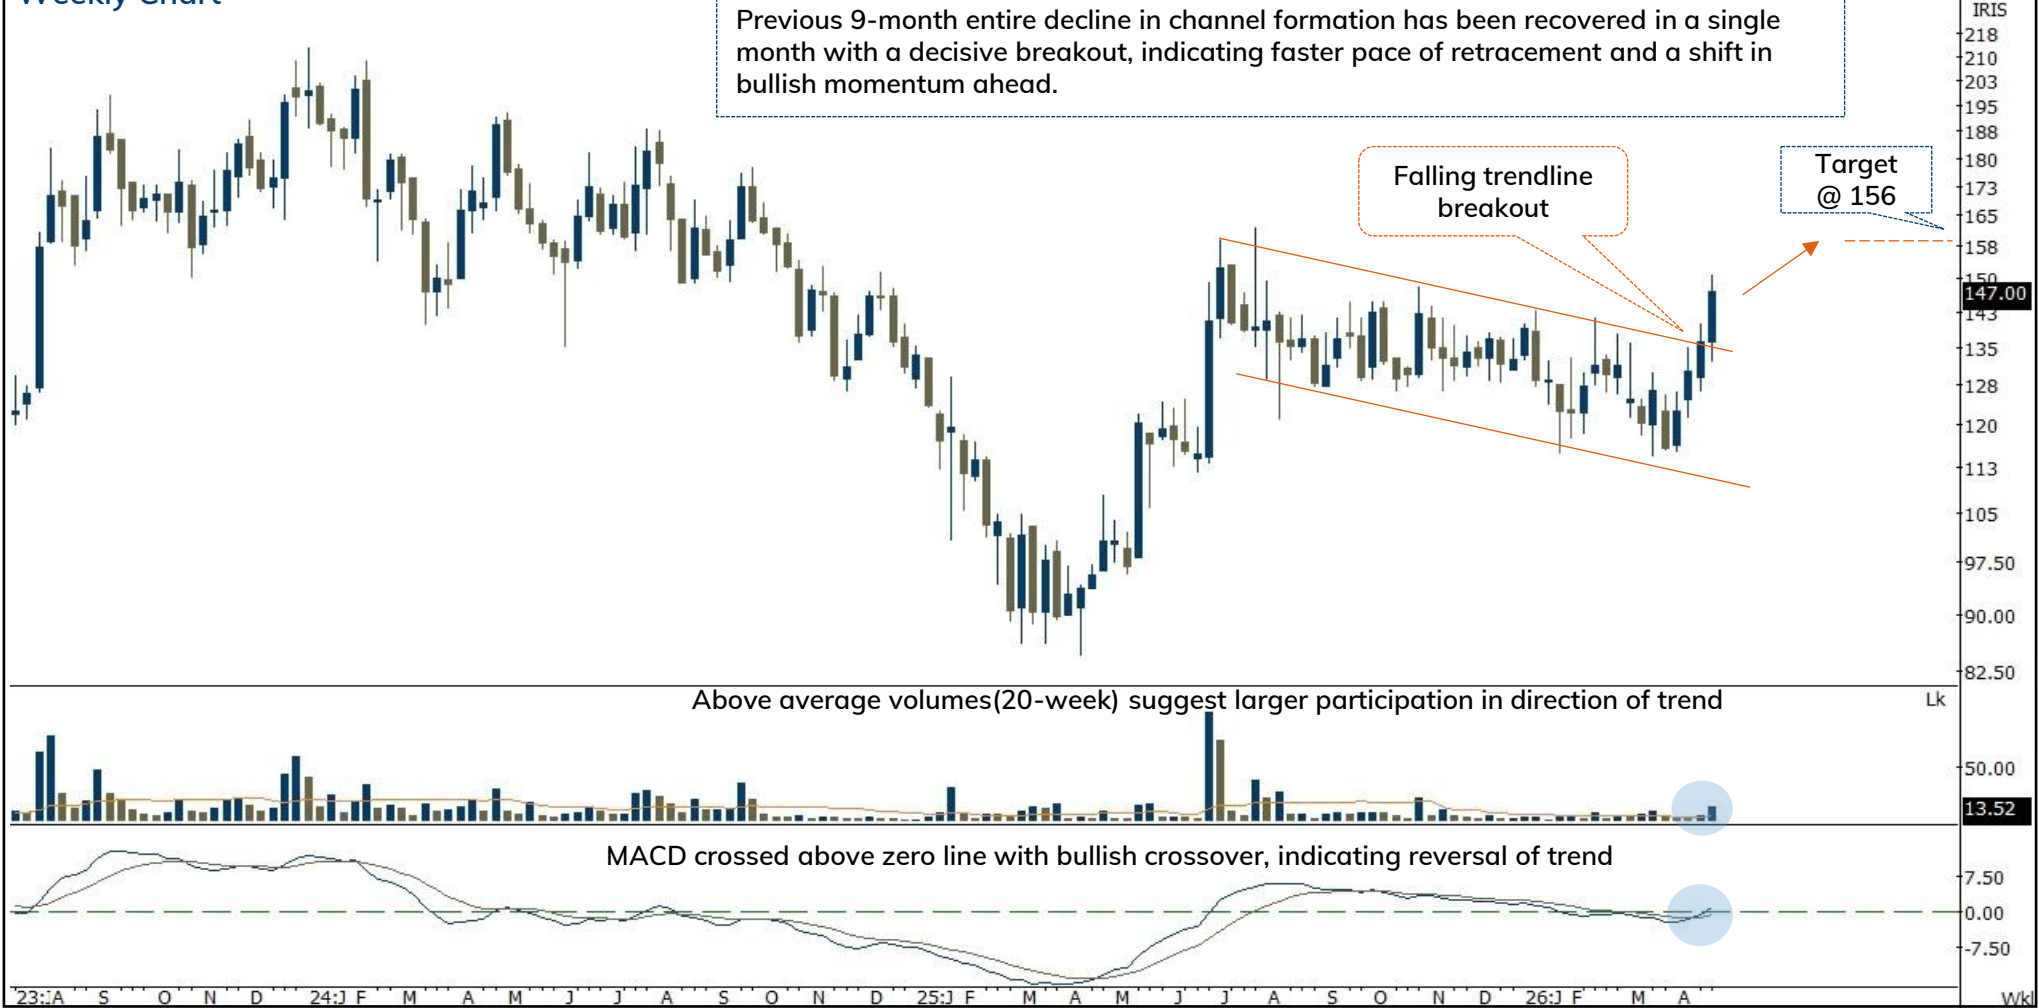 Weekly Chart
Previous 9-month entire decline in channel formation has been recovered in a single
month with a decisive breakout, indicating faster pace of retracement and a shift in
bullish momentum ahead.
IRIS
218
210
203
195
188
180
173
165
158
150
147.00
143
135
128
120
113
105
97.50
90.00
82.50
Falling trendline
breakout
Target
@ 156
Above average volumes(20-week) suggest larger participation in direction of trend
Lk
50.00
13.52
MACD crossed above zero line with bullish crossover, indicating reversal of trend
7.50
0.00
-7.50
23: A S O N D 24:J F M A M J J A S O N D 25:J F M A M J J A S O N D 26:J F M A Wkl